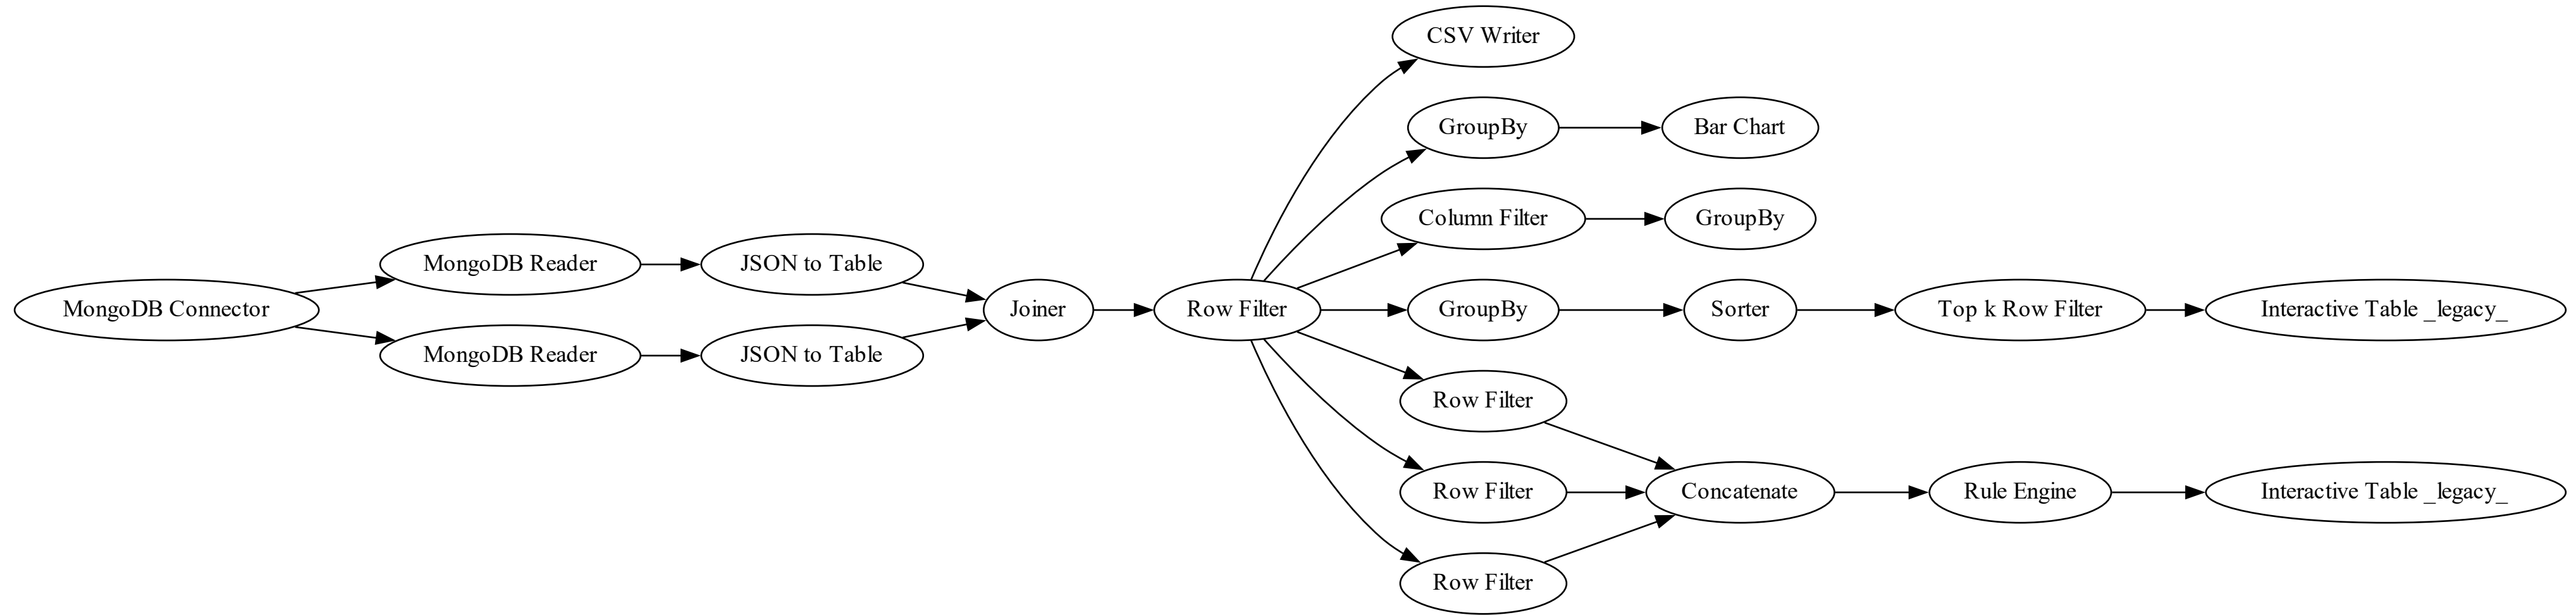 CSV Writer
GroupBy
Bar Chart
Column Filter
GroupBy
MongoDB Reader
JSON to Table
MongoDB Connector
Joiner
Row Filter
GroupBy
Sorter
Top k Row Filter
Interactive Table _legacy_
MongoDB Reader
JSON to Table
Row Filter
Row Filter
Concatenate
Rule Engine
Interactive Table _legacy_
Row Filter